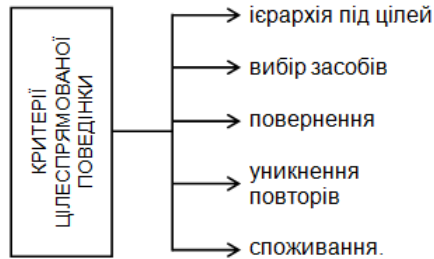 КРИТЕРІЇ
ЦІЛЕСПРЯМОВАНОЇ
ПОВЕДІНКИ
ієрархія під цілей
вибір засобів
повернення
уникнення
повторів
споживання.